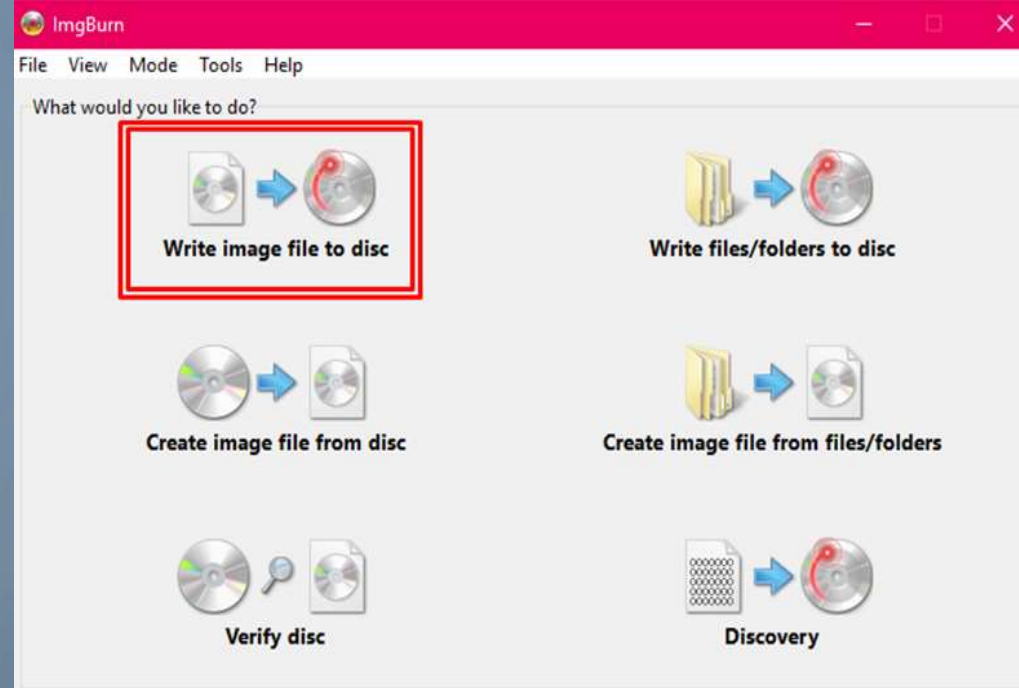 ImgBurn
File View Mode Tools Help
What would you like to do?
Write image file to disc
Write files/folders to disc
Create image file from disc
Create image file from files/folders
Verify disc
Discovery